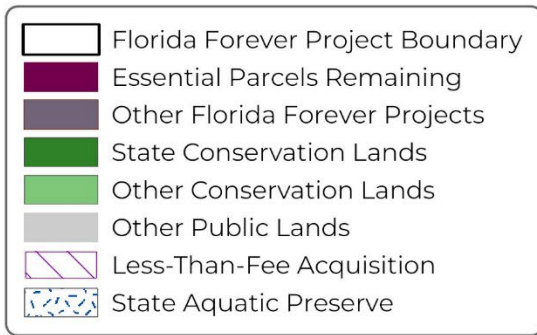 Florida Forever Project Boundary
Essential Parcels Remaining
Other Florida Forever Projects
State Conservation Lands
Other Conservation Lands
Other Public Lands
Less-Than-Fee Acquisition
State Aquatic Preserve